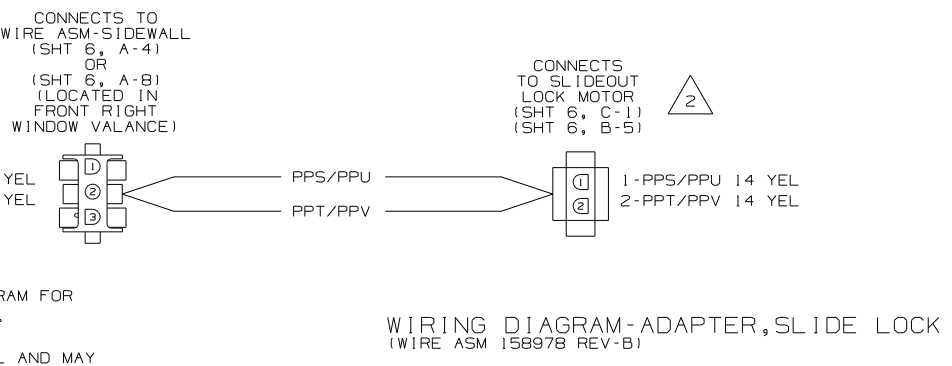 CONNECTS TO
WIRE ASM-SIDEWALL
(SHT 6, A-4)
OR
(SHT 6, A-8)
(LOCATED IN
FRONT RIGHT
WINDOW VALANCE)
CONNECTS
TO SLIDEOUT
LOCK MOTOR
(SHT 6, C-1)
(SHT 6, B-5)
2
YEL
YEL
1
2
3
PPS/PPU
PPT/PPV
1
2
1-PPS/PPU 14 YEL
2-PPT/PPV 14 YEL
RAM FOR
L AND MAY
WIRING DIAGRAM-ADAPTER,SLIDE LOCK
(WIRE ASM 158978 REV-B)